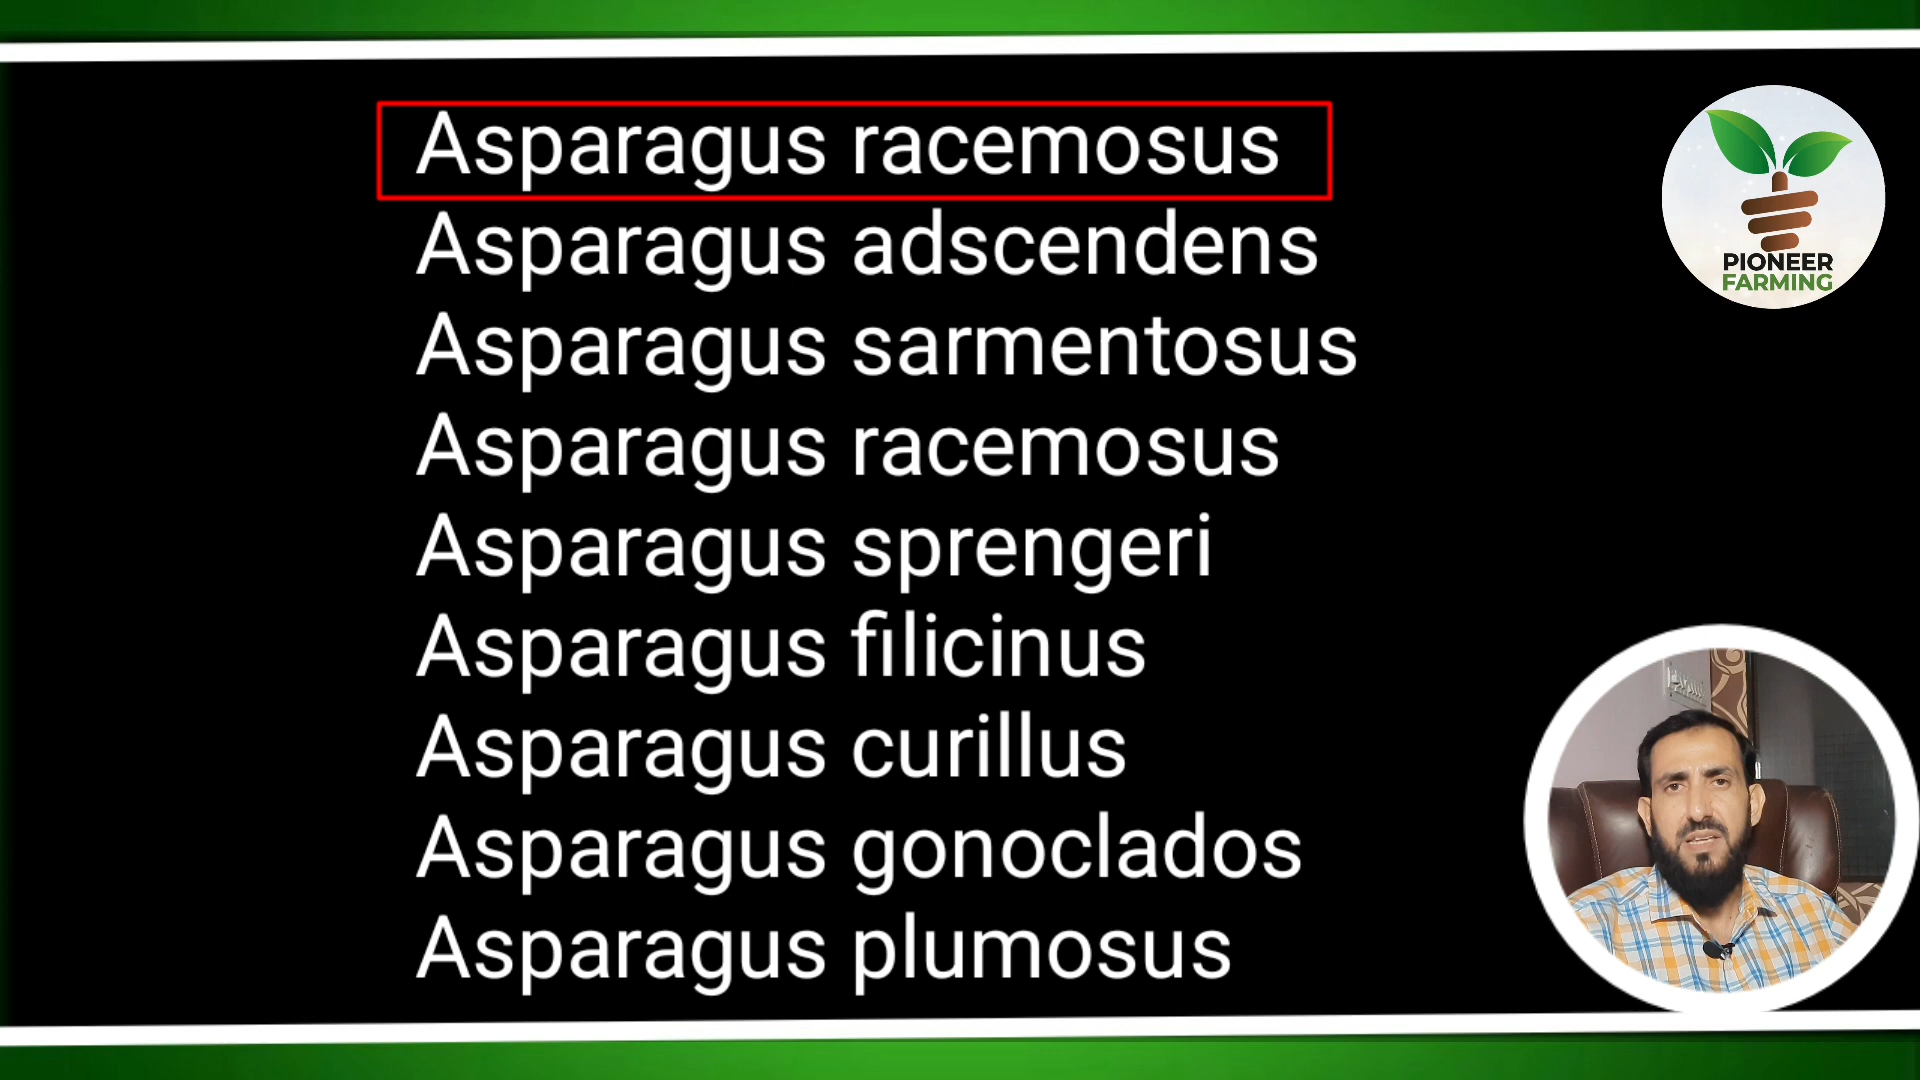 Asparagus racemosus
Asparagus adscendens
Asparagus sarmentosus
Asparagus racemosus
Asparagus sprengeri
Asparagus filicinus
Asparagus curillus
Asparagus gonoclados
Asparagus plumosus
PIONEER
FARMING